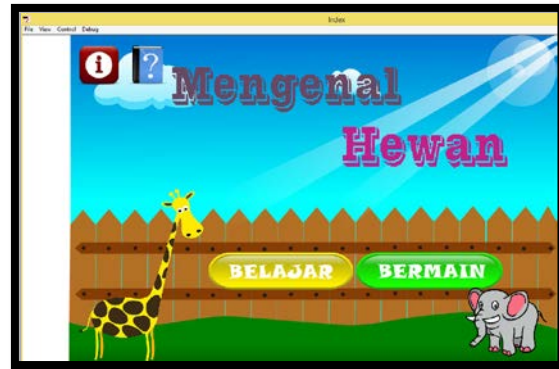 Index
File View Control Debug
i ?
Mengenal
Hewan
BELAJAR BERMAIN